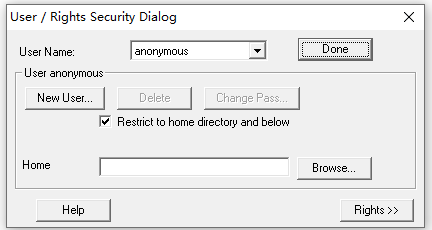 User / Rights Security Dialog
User Name: anonymous Done
User anonymous
New User... Delete Change Pass...
Restrict to home directory and below
Home Browse...
Help Rights >>